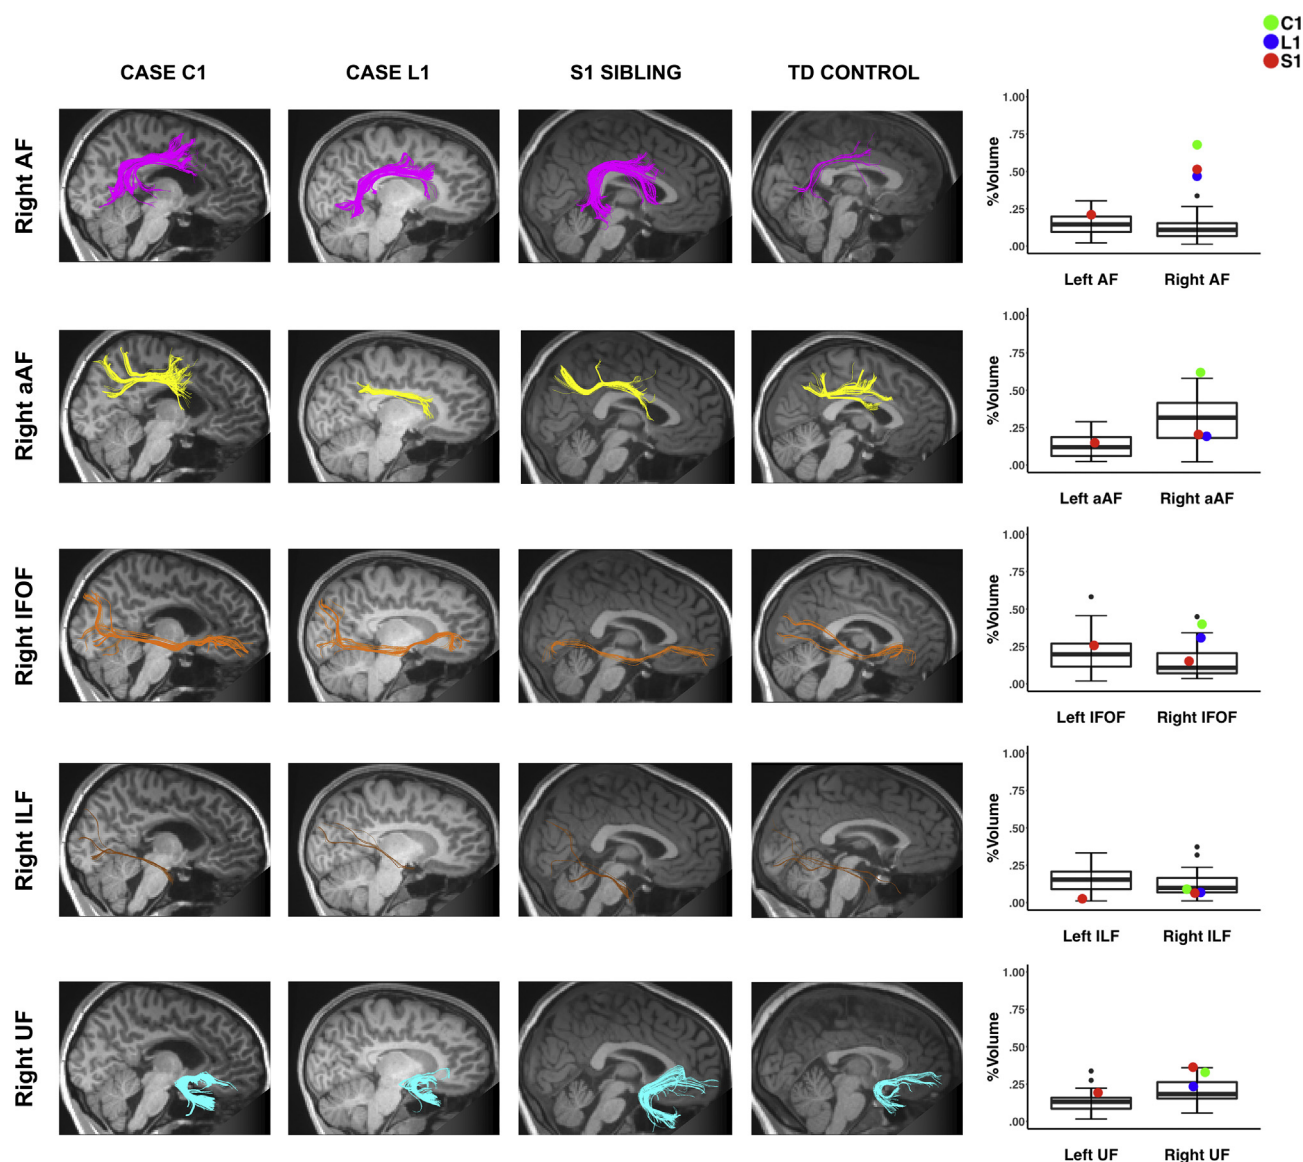 C1
L1
S1
CASE C1
CASE L1
S1 SIBLING
TD CONTROL
Right AF
%Volume
1.00
.75
.50
.25
.00
Left AF
Right AF
Right aAF
%Volume
1.00
.75
.50
.25
.00
Left aAF
Right aAF
Right IFOF
%Volume
1.00
.75
.50
.25
.00
Left IFOF
Right IFOF
Right ILF
%Volume
1.00
.75
.50
.25
.00
Left ILF
Right ILF
Right UF
%Volume
1.00
.75
.50
.25
.00
Left UF
Right UF